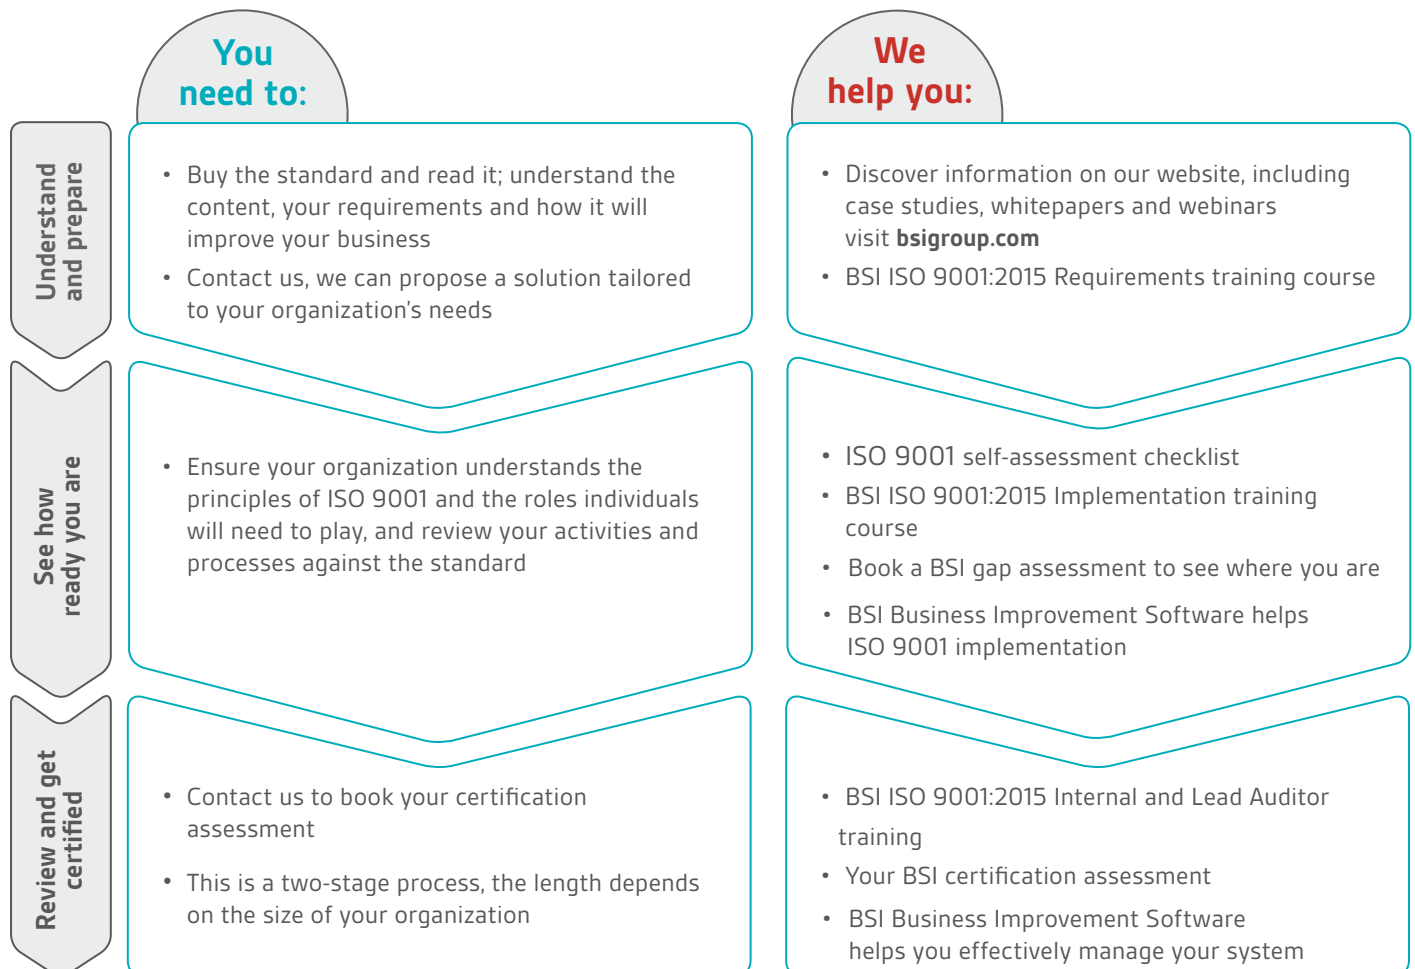 You
need to:
We
help you:
Understand
and prepare
• Buy the standard and read it; understand the
content, your requirements and how it will
improve your business
• Contact us, we can propose a solution tailored
to your organization's needs
• Discover information on our website, including
case studies, whitepapers and webinars
visit bsigroup.com
• BSI ISO 9001:2015 Requirements training course
See how
ready you are
• Ensure your organization understands the
principles of ISO 9001 and the roles individuals
will need to play, and review your activities and
processes against the standard
• ISO 9001 self-assessment checklist
• BSI ISO 9001:2015 Implementation training
course
• Book a BSI gap assessment to see where you are
• BSI Business Improvement Software helps
ISO 9001 implementation
Review and get
certified
• Contact us to book your certification
assessment
• This is a two-stage process, the length depends
on the size of your organization
• BSI ISO 9001:2015 Internal and Lead Auditor
training
• Your BSI certification assessment
• BSI Business Improvement Software
helps you effectively manage your system